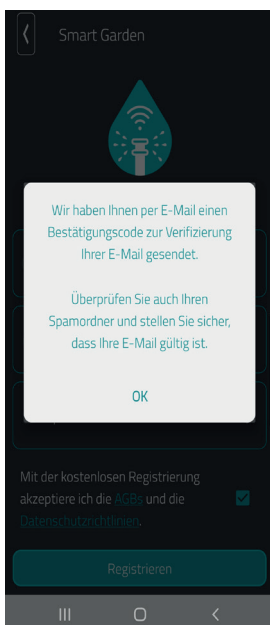 Smart Garden
Wir haben Ihnen per E-Mail einen
Bestätigungscode zur Verifizierung
Ihrer E-Mail gesendet.
Überprüfen Sie auch Ihren
Spamordner und stellen Sie sicher,
dass Ihre E-Mail gültig ist.
OK
Mit der kostenlosen Registrierung
akzeptiere ich die AGBs und die
Datenschutzrichtlinien.
Registrieren